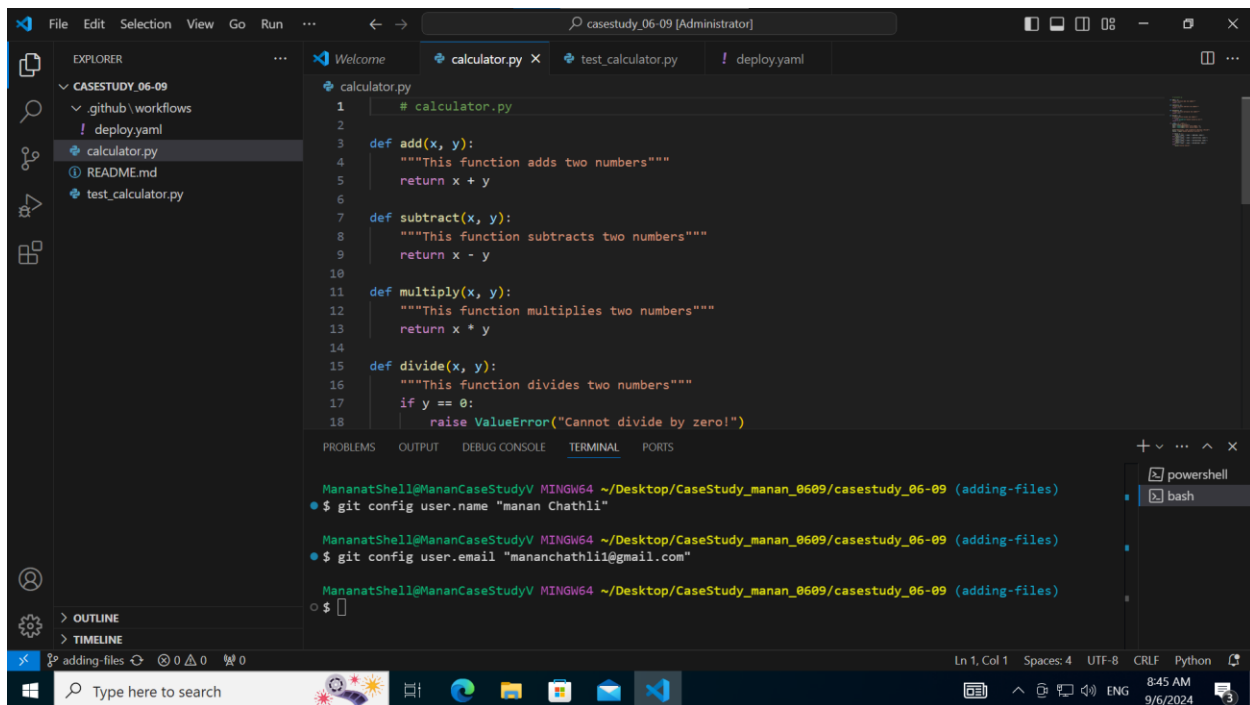 File Edit Selection View Go Run ··· casestudy_06-09 [Administrator]
EXPLORER ···
CASESTUDY_06-09
.github\workflows
! deploy.yaml
calculator.py
README.md
test_calculator.py
OUTLINE
TIMELINE
Welcome calculator.py test_calculator.py ! deploy.yaml
calculator.py
1 # calculator.py
2
3 def add(x, y):
4 """This function adds two numbers"""
5 return x + y
6
7 def subtract(x, y):
8 """This function subtracts two numbers"""
9 return x - y
10
11 def multiply(x, y):
12 """This function multiplies two numbers"""
13 return x * y
14
15 def divide(x, y):
16 """This function divides two numbers"""
17 if y == 0:
18 raise ValueError("Cannot divide by zero!")
PROBLEMS OUTPUT DEBUG CONSOLE TERMINAL PORTS
MananatShell@MananCaseStudyV MINGW64 ~/Desktop/CaseStudy_manan_0609/casestudy_06-09 (adding-files)
$ git config user.name "manan Chathli"
MananatShell@MananCaseStudyV MINGW64 ~/Desktop/CaseStudy_manan_0609/casestudy_06-09 (adding-files)
$ git config user.email "mananchathli1@gmail.com"
MananatShell@MananCaseStudyV MINGW64 ~/Desktop/CaseStudy_manan_0609/casestudy_06-09 (adding-files)
$
powershell
bash
adding-files 0 0 0 Ln 1, Col 1 Spaces: 4 UTF-8 CRLF Python
Type here to search ENG 8:45 AM
9/6/2024 3